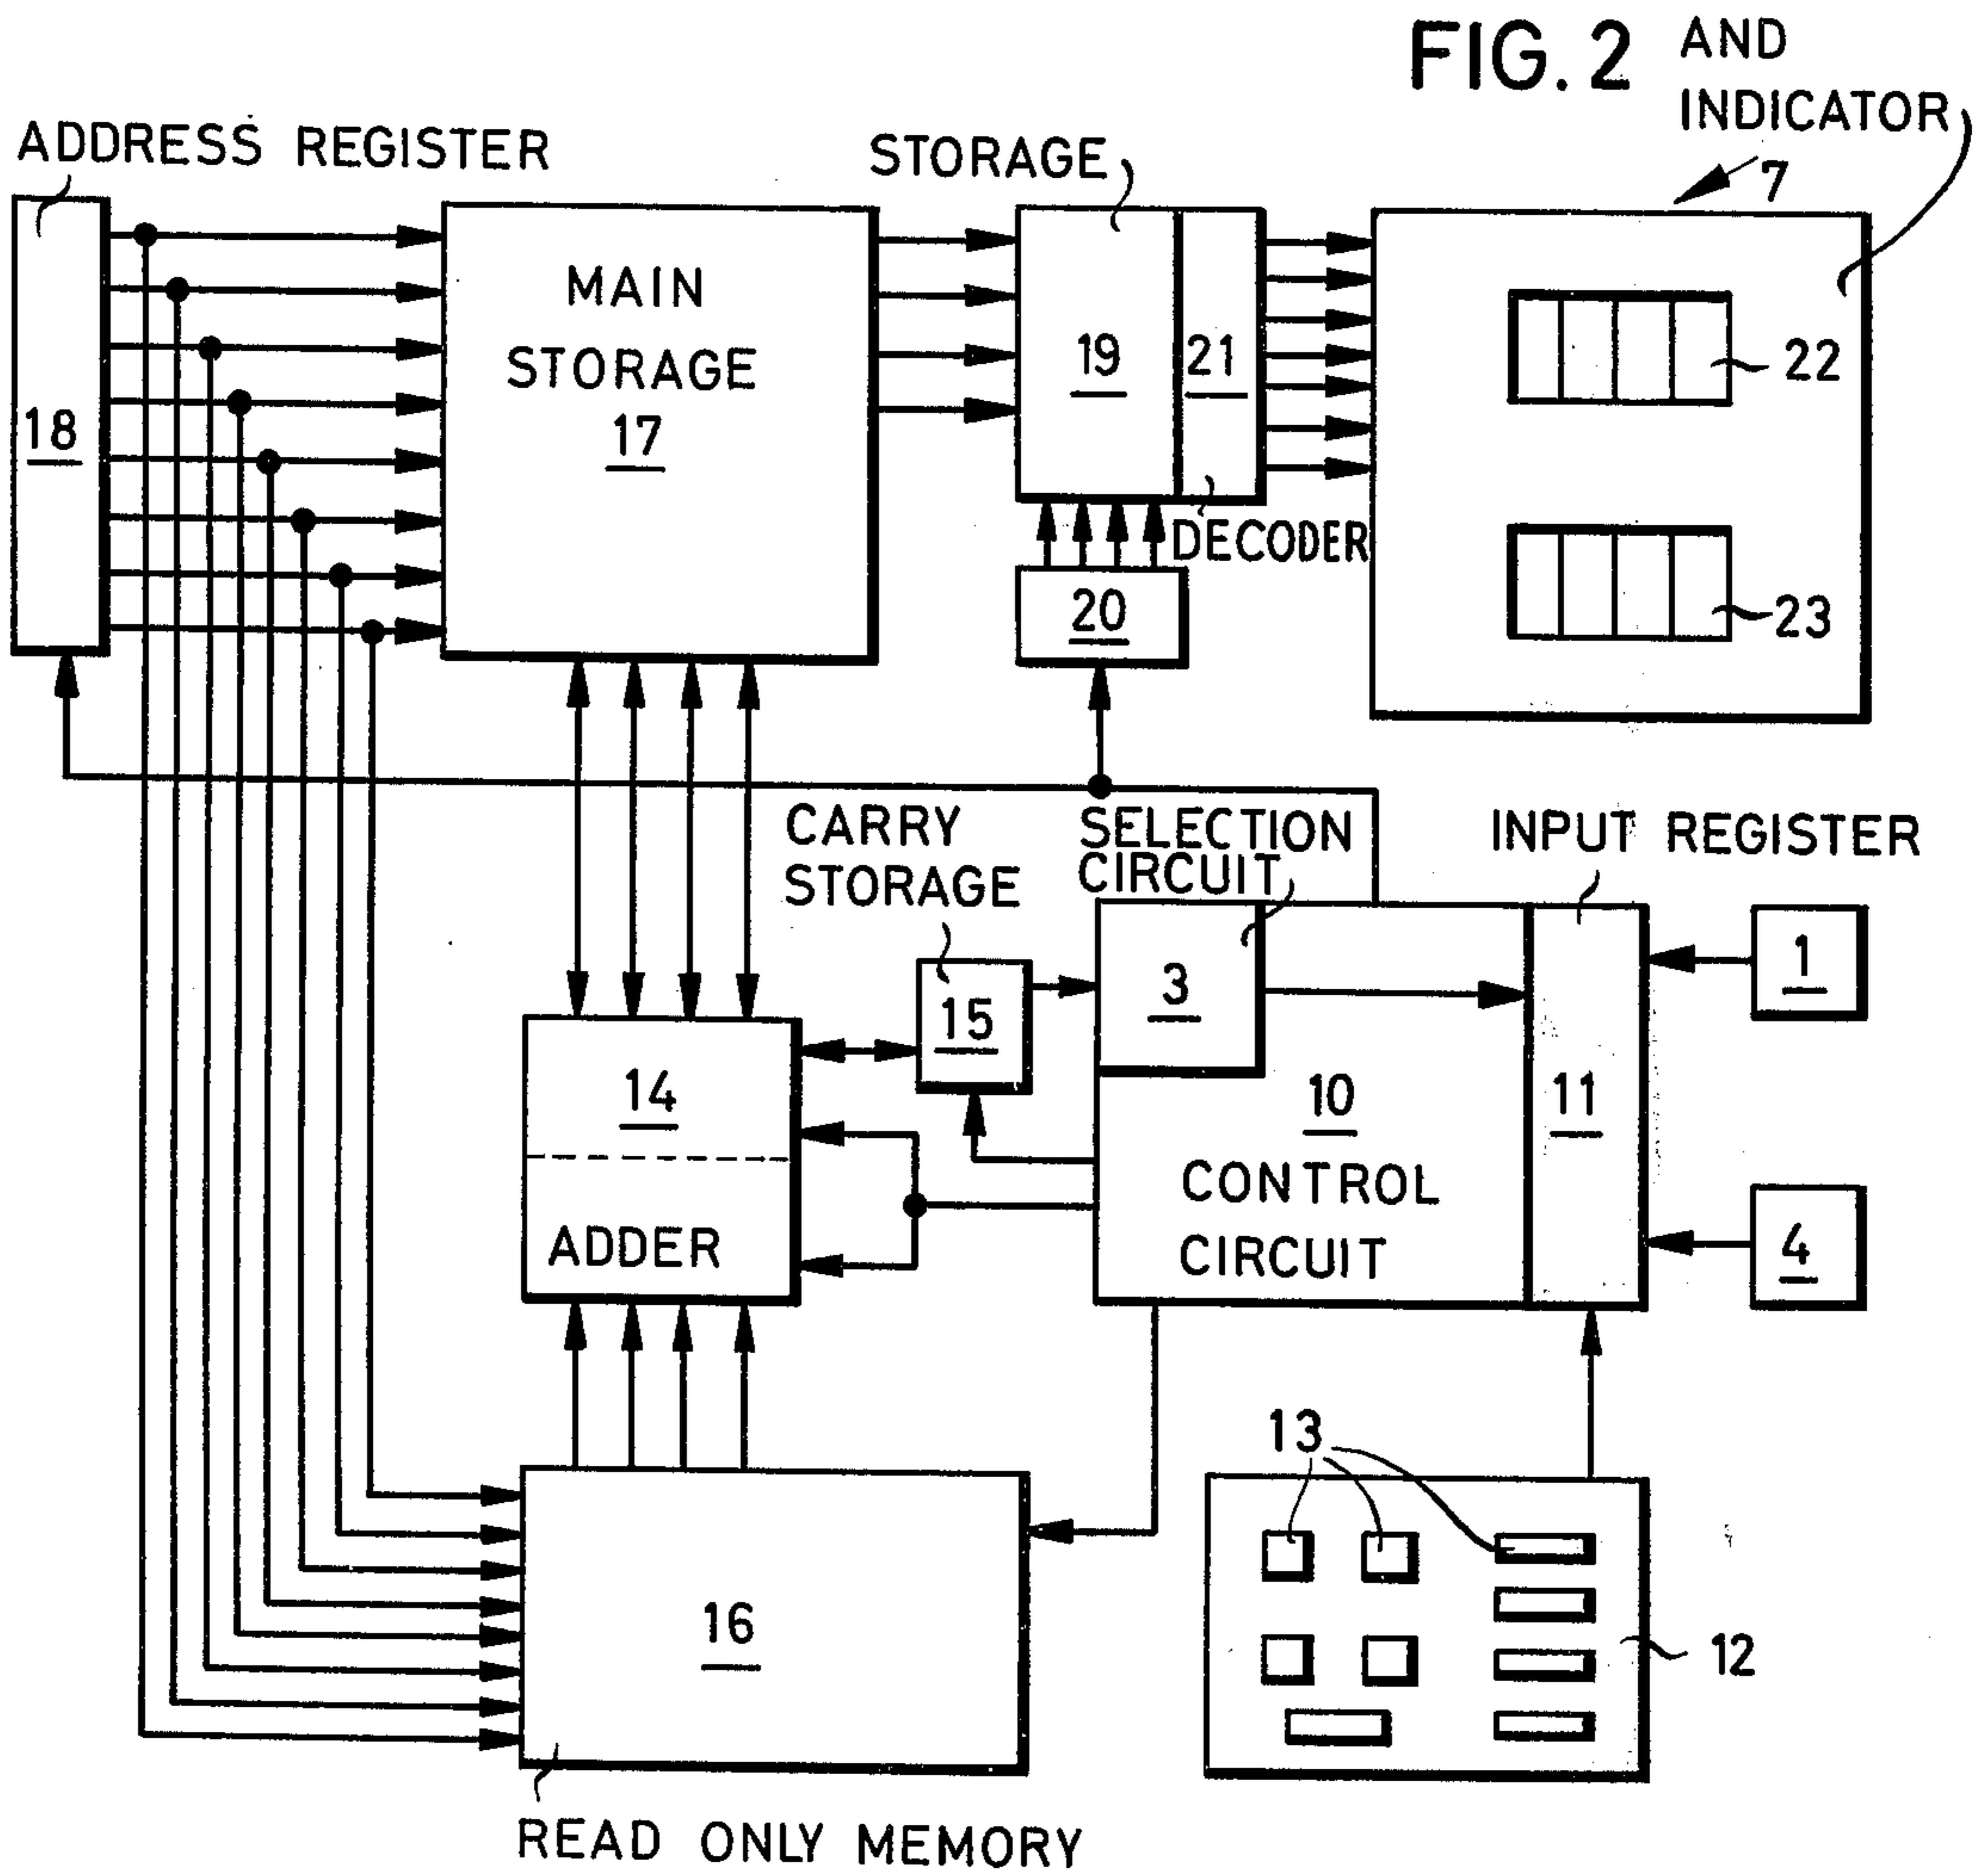 FIG. 2
AND
INDICATOR
7
ADDRESS REGISTER
STORAGE
18
MAIN
STORAGE
17
19
21
22
DECODER
20
23
CARRY
STORAGE
SELECTION
CIRCUIT
INPUT REGISTER
15
3
1
14
10
11
CONTROL
CIRCUIT
ADDER
4
13
16
12
READ ONLY MEMORY